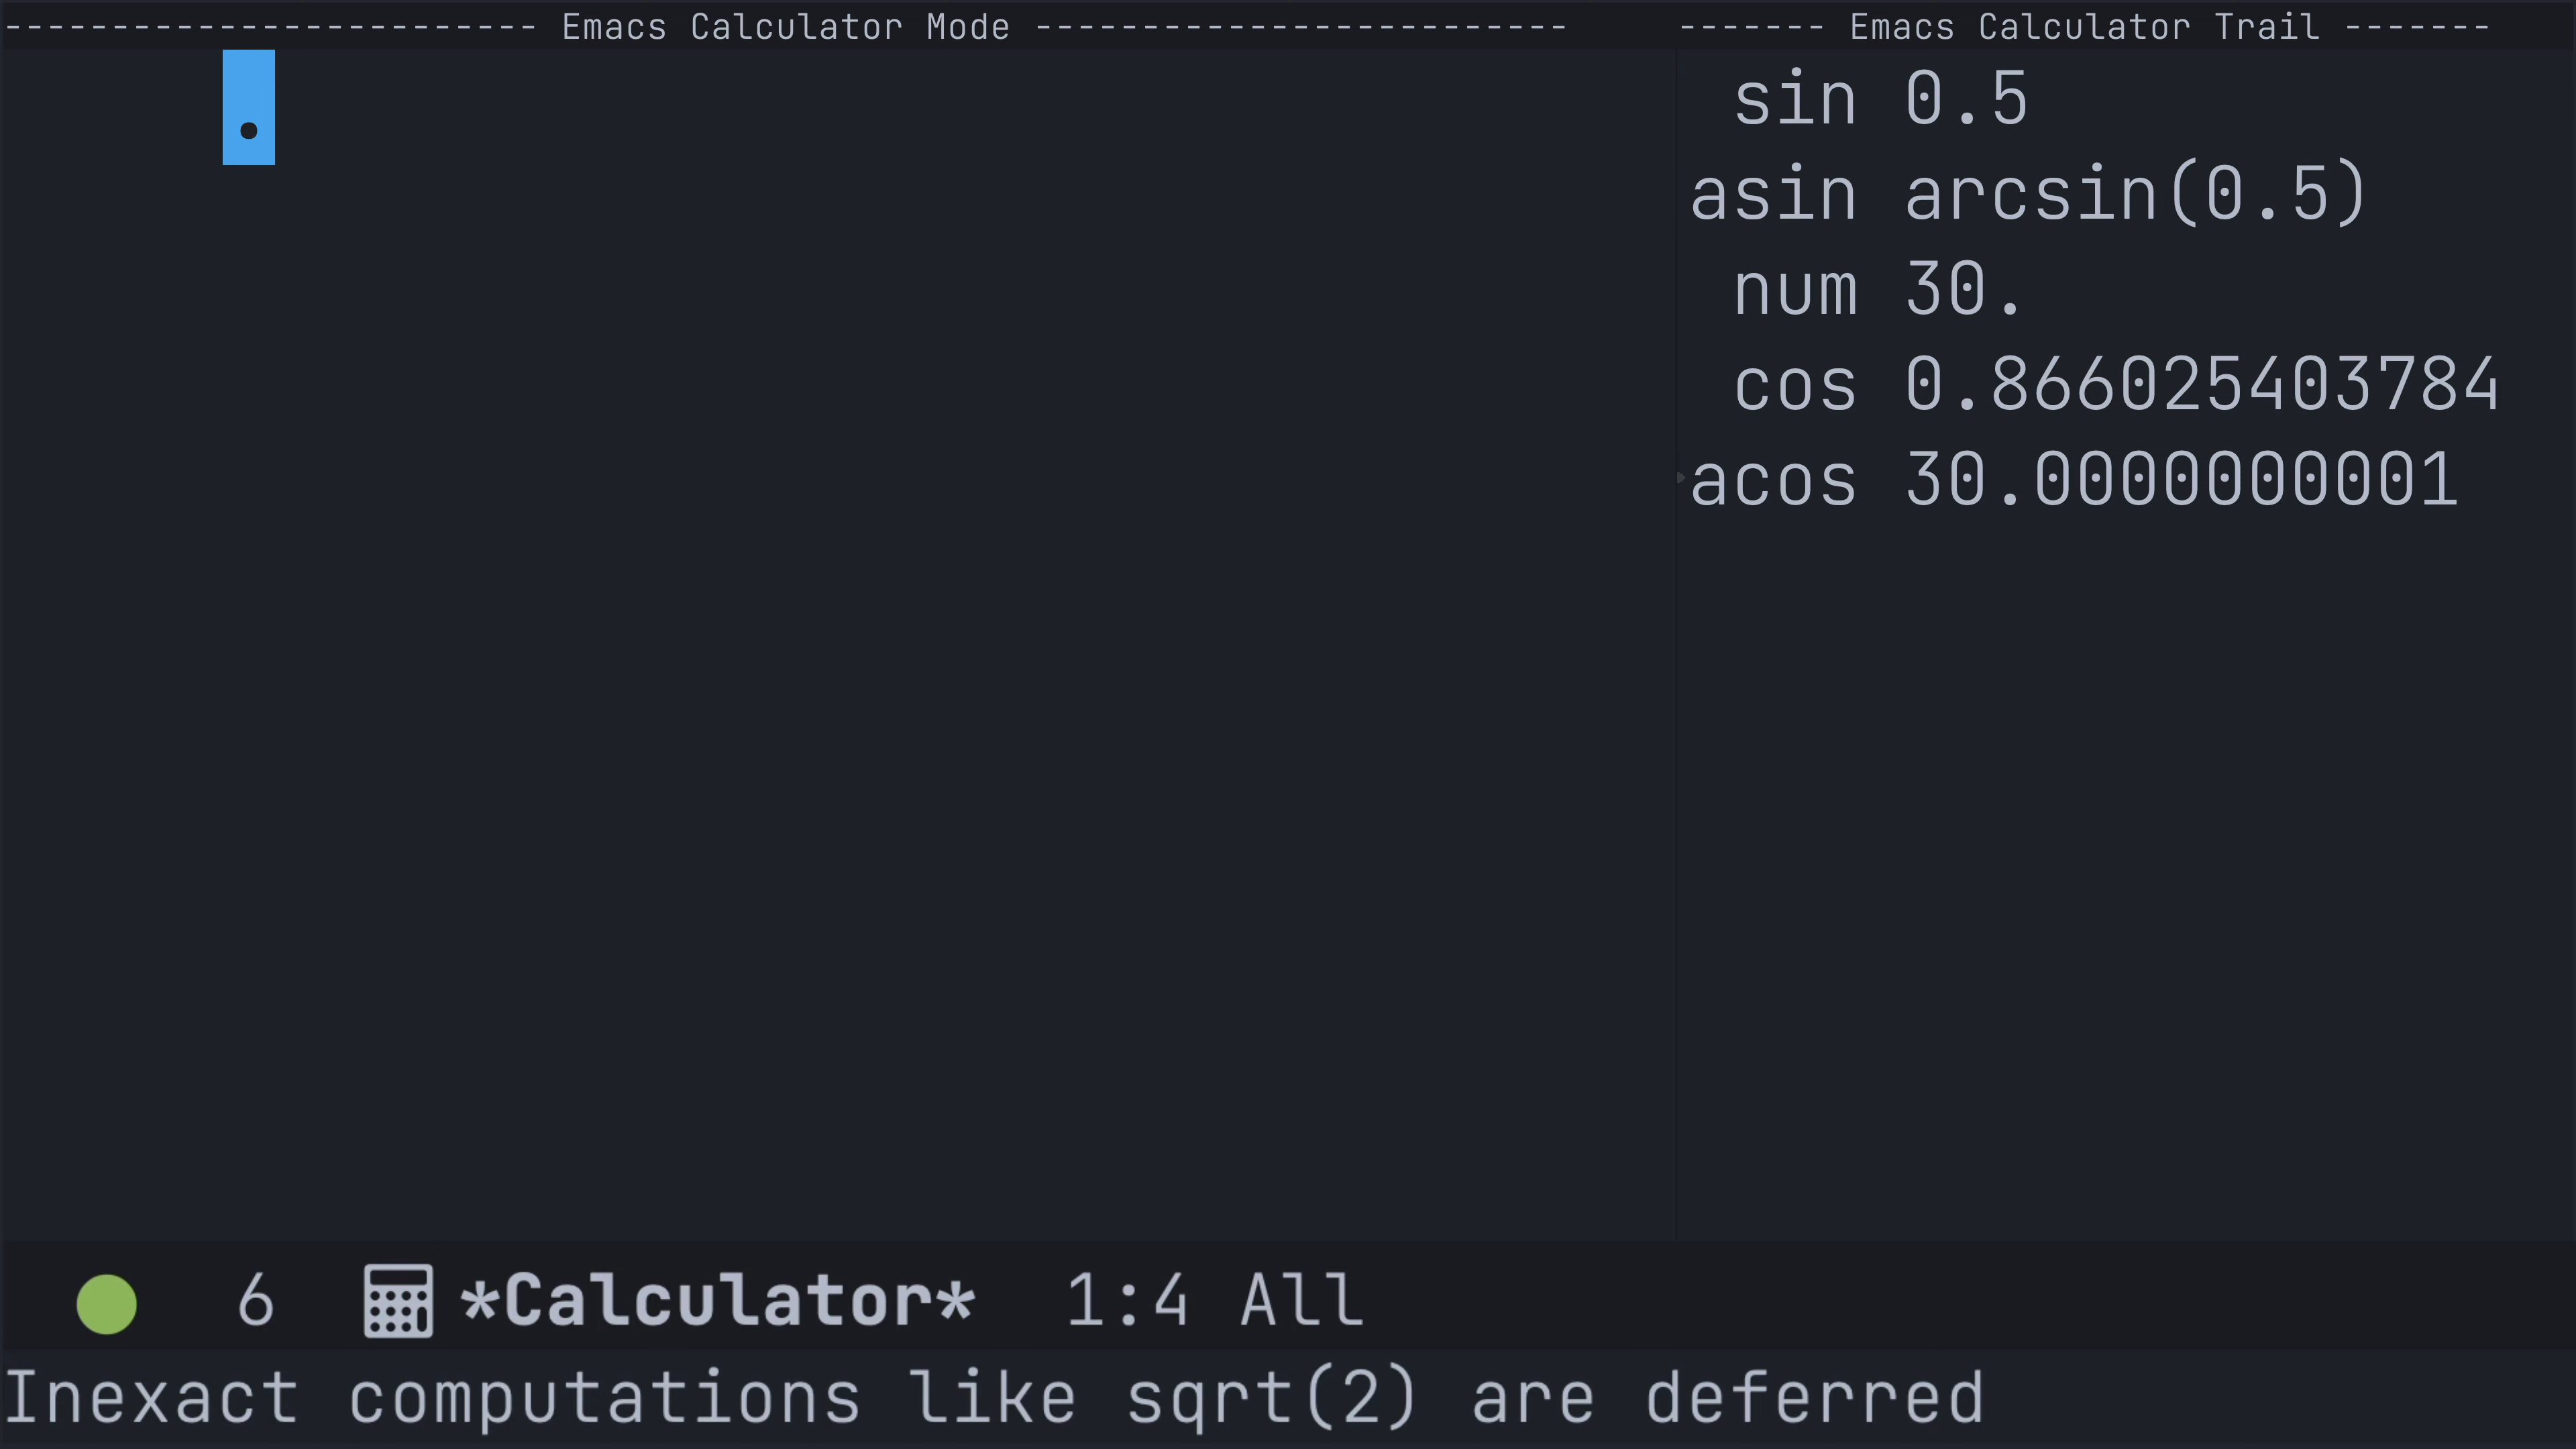 ------------------------- Emacs Calculator Mode -------------------------
.
------- Emacs Calculator Trail -------
sin 0.5
asin arcsin(0.5)
num 30.
cos 0.866025403784
acos 30.0000000001
6 *Calculator* 1:4 All
Inexact computations like sqrt(2) are deferred